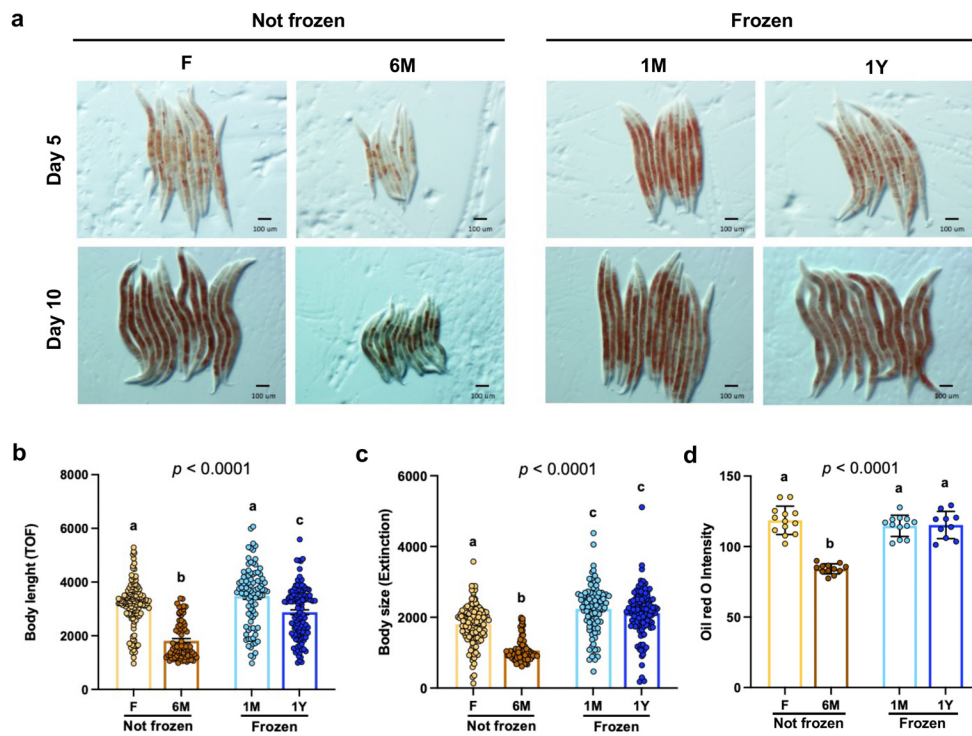 a
Not frozen Frozen
F 6M 1M 1Y
Day 5
100 um 100 um 100 um 100 um
Day 10
100 um 100 um 100 um 100 um
b
p < 0.0001
Body lenght (TOF)
8000
6000
4000
2000
0
a b a c
F 6M 1M 1Y
Not frozen Frozen
c
p < 0.0001
Body size (Extinction)
6000
4000
2000
0
a b c c
F 6M 1M 1Y
Not frozen Frozen
d
p < 0.0001
Oil red O Intensity
150
100
50
0
a b a a
F 6M 1M 1Y
Not frozen Frozen